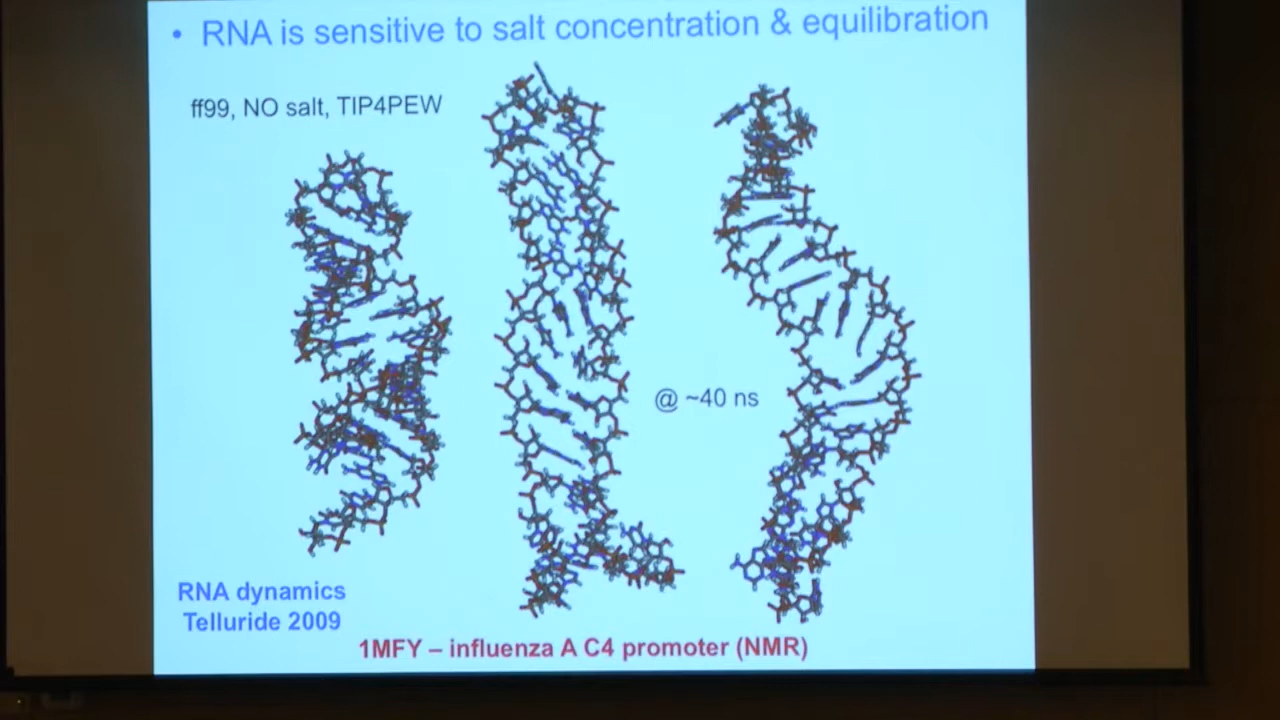 • RNA is sensitive to salt concentration & equilibration
ff99, NO salt, TIP4PEW
@ ~40 ns
RNA dynamics
Telluride 2009
1MFY – influenza A C4 promoter (NMR)